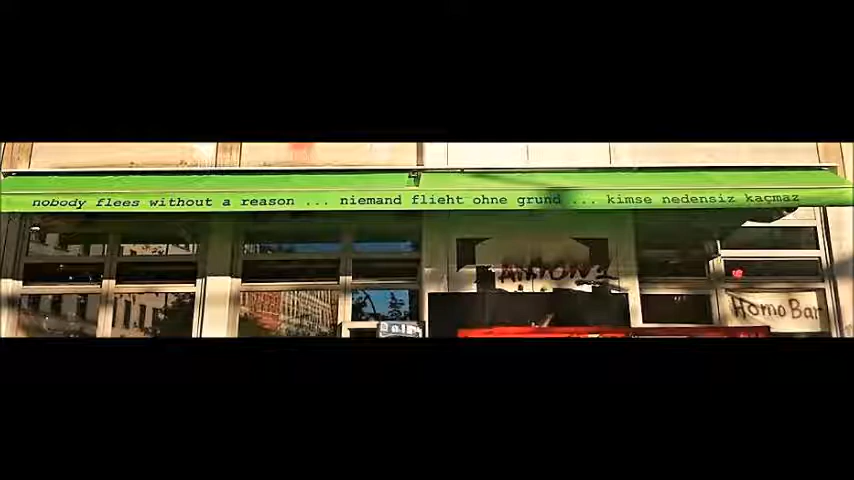 nobody flees without a reason ... niemand flieht ohne grund ... kimse nedensiz kaçmaz
Homo Bar